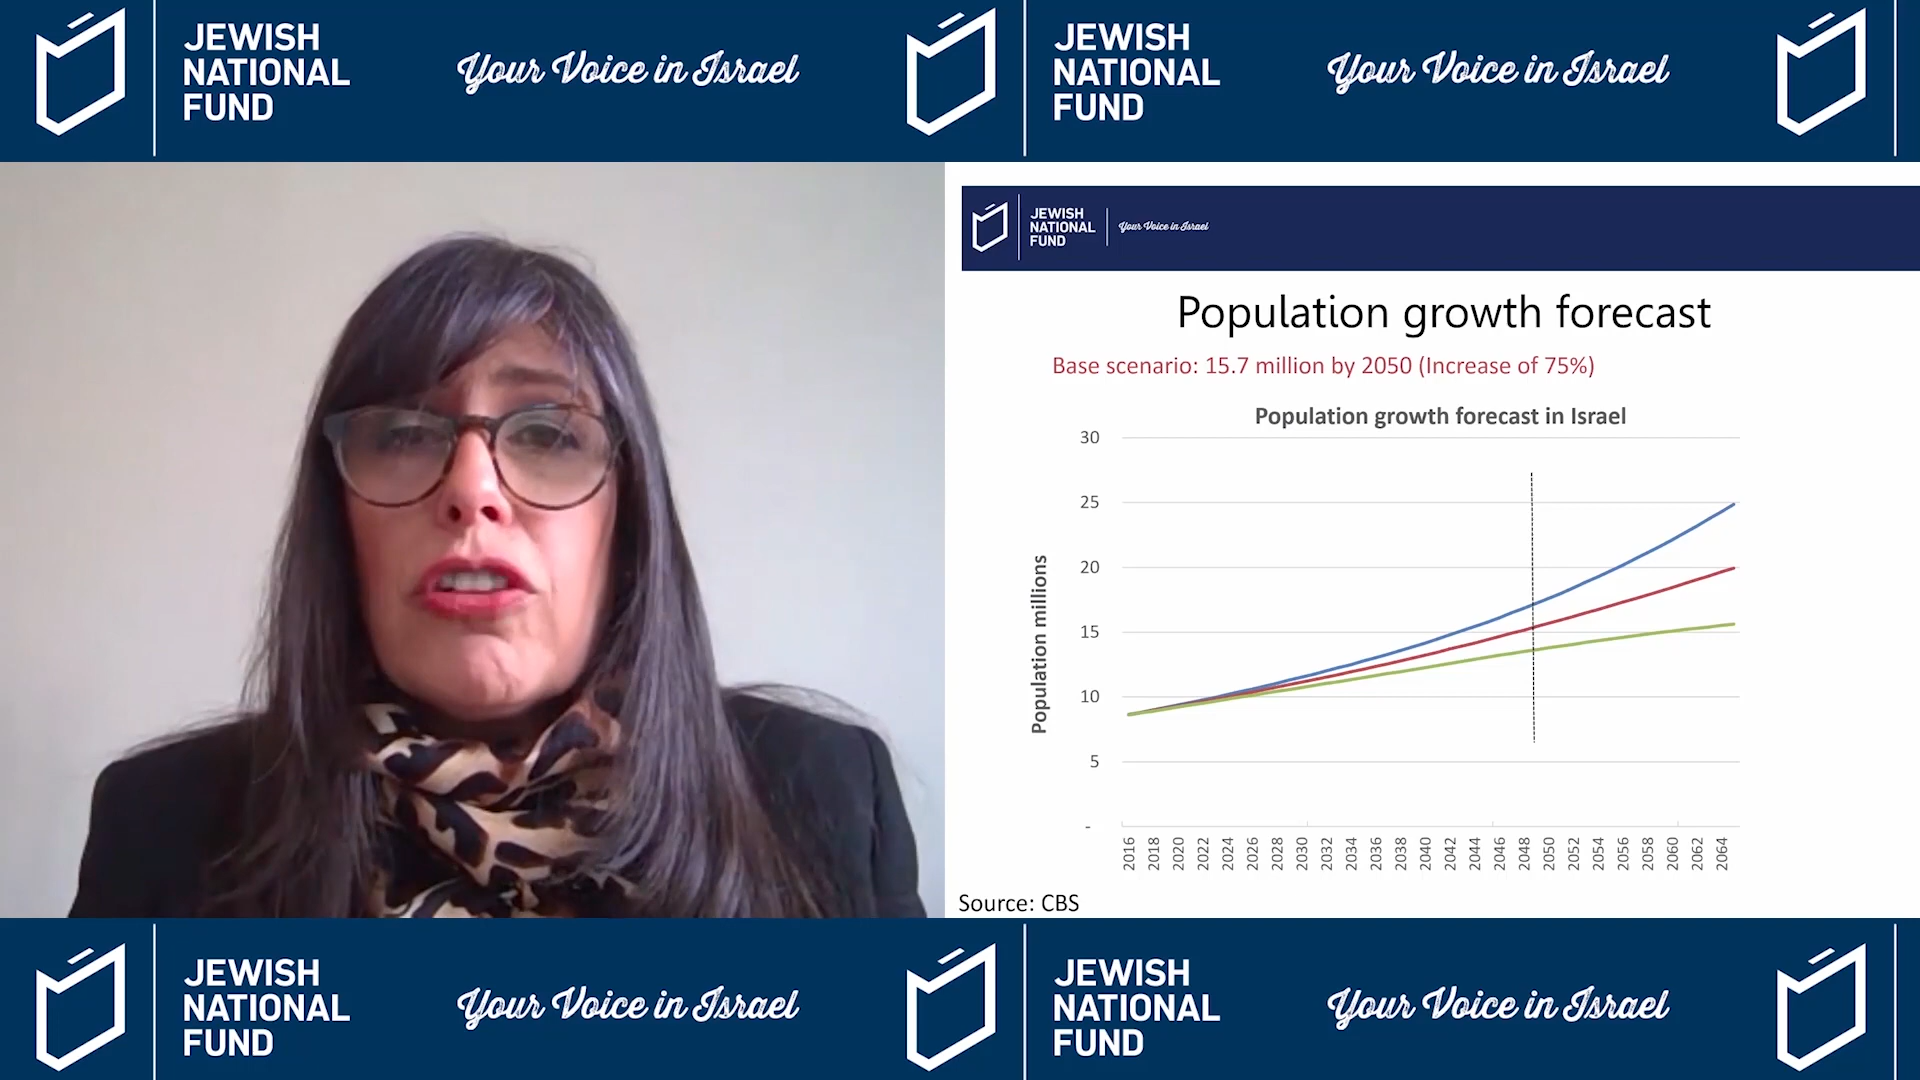 JEWISH
NATIONAL
FUND
Your Voice in Israel
JEWISH
NATIONAL
FUND
Your Voice in Israel
JEWISH
NATIONAL
FUND
Your Voice in Israel
Population growth forecast
Base scenario: 15.7 million by 2050 (Increase of 75%)
Population growth forecast in Israel
Population millions
30
25
20
15
10
5
-
2016 2018 2020 2022 2024 2026 2028 2030 2032 2034 2036 2038 2040 2042 2044 2046 2048 2050 2052 2054 2056 2058 2060 2062 2064
Source: CBS
JEWISH
NATIONAL
FUND
Your Voice in Israel
JEWISH
NATIONAL
FUND
Your Voice in Israel